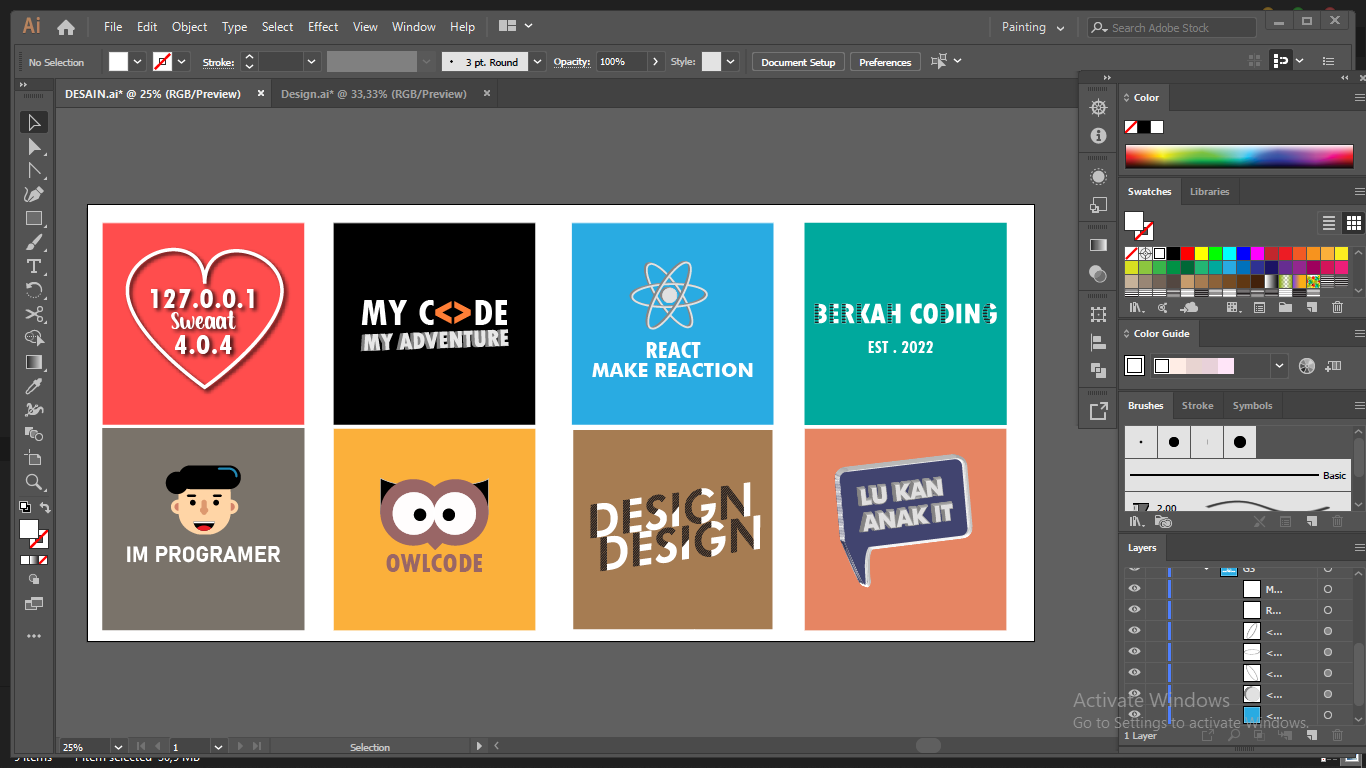 Ai File Edit Object Type Select Effect View Window Help Painting Search Adobe Stock
No Selection Stroke: 3 pt. Round Opacity: 100% Style: Document Setup Preferences
DESAIN.ai* @ 25% (RGB/Preview) × Design.ai* @ 33,33% (RGB/Preview) ×
Color
Swatches Libraries
Color Guide
Brushes Stroke Symbols
Basic
2.00
Layers
G3
M...
R...
<...
<...
<...
<...
<...
1 Layer
127.0.0.1
Sweaat
4.0.4
MY C<>DE
MY ADVENTURE
REACT
MAKE REACTION
BERKAH CODING
EST . 2022
IM PROGRAMER
OWLCODE
DESIGN
DESIGN
LU KAN
ANAK IT
Activate Windows
Go to Settings to activate Windows.
25% 1 Selection